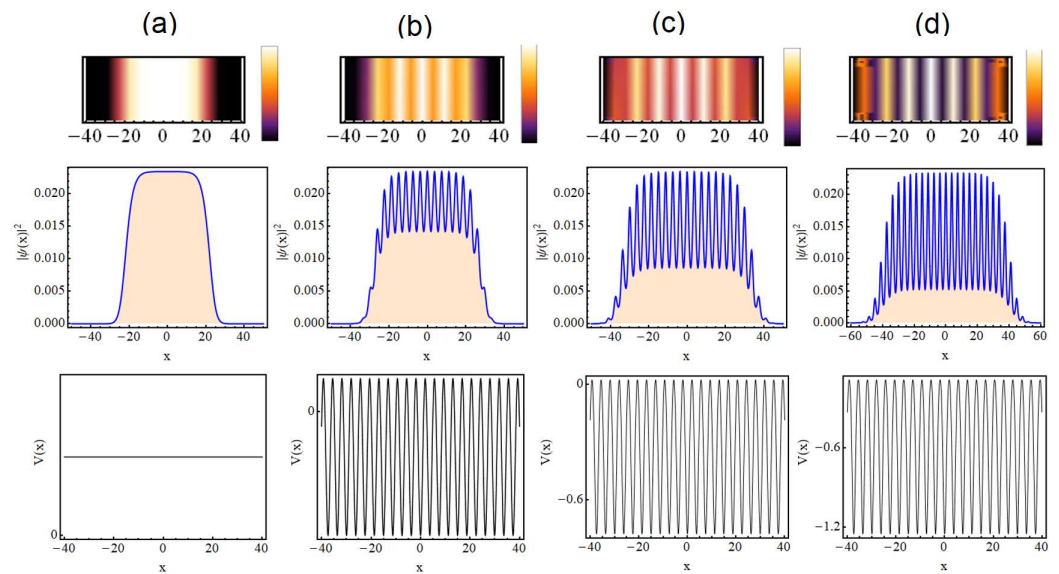 (a) (b) (c) (d)
−40 −20 0 20 40 −40 −20 0 20 40 −40 −20 0 20 40 −40 −20 0 20 40
0.020 0.020 0.020 0.020
0.015 0.015 0.015 0.015
|ψ(x)|² |ψ(x)|² |ψ(x)|² |ψ(x)|²
0.010 0.010 0.010 0.010
0.005 0.005 0.005 0.005
0.000 0.000 0.000 0.000
−40 −20 0 20 40 −40 −20 0 20 40 −40 −20 0 20 40 −60 −40 −20 0 20 40 60
x x x x
0 0
V(x) V(x) V(x) V(x)
−0.6
−0.6
−1.2
0
−40 −20 0 20 40 −40 −20 0 20 40 −40 −20 0 20 40 −40 −20 0 20 40
x x x x